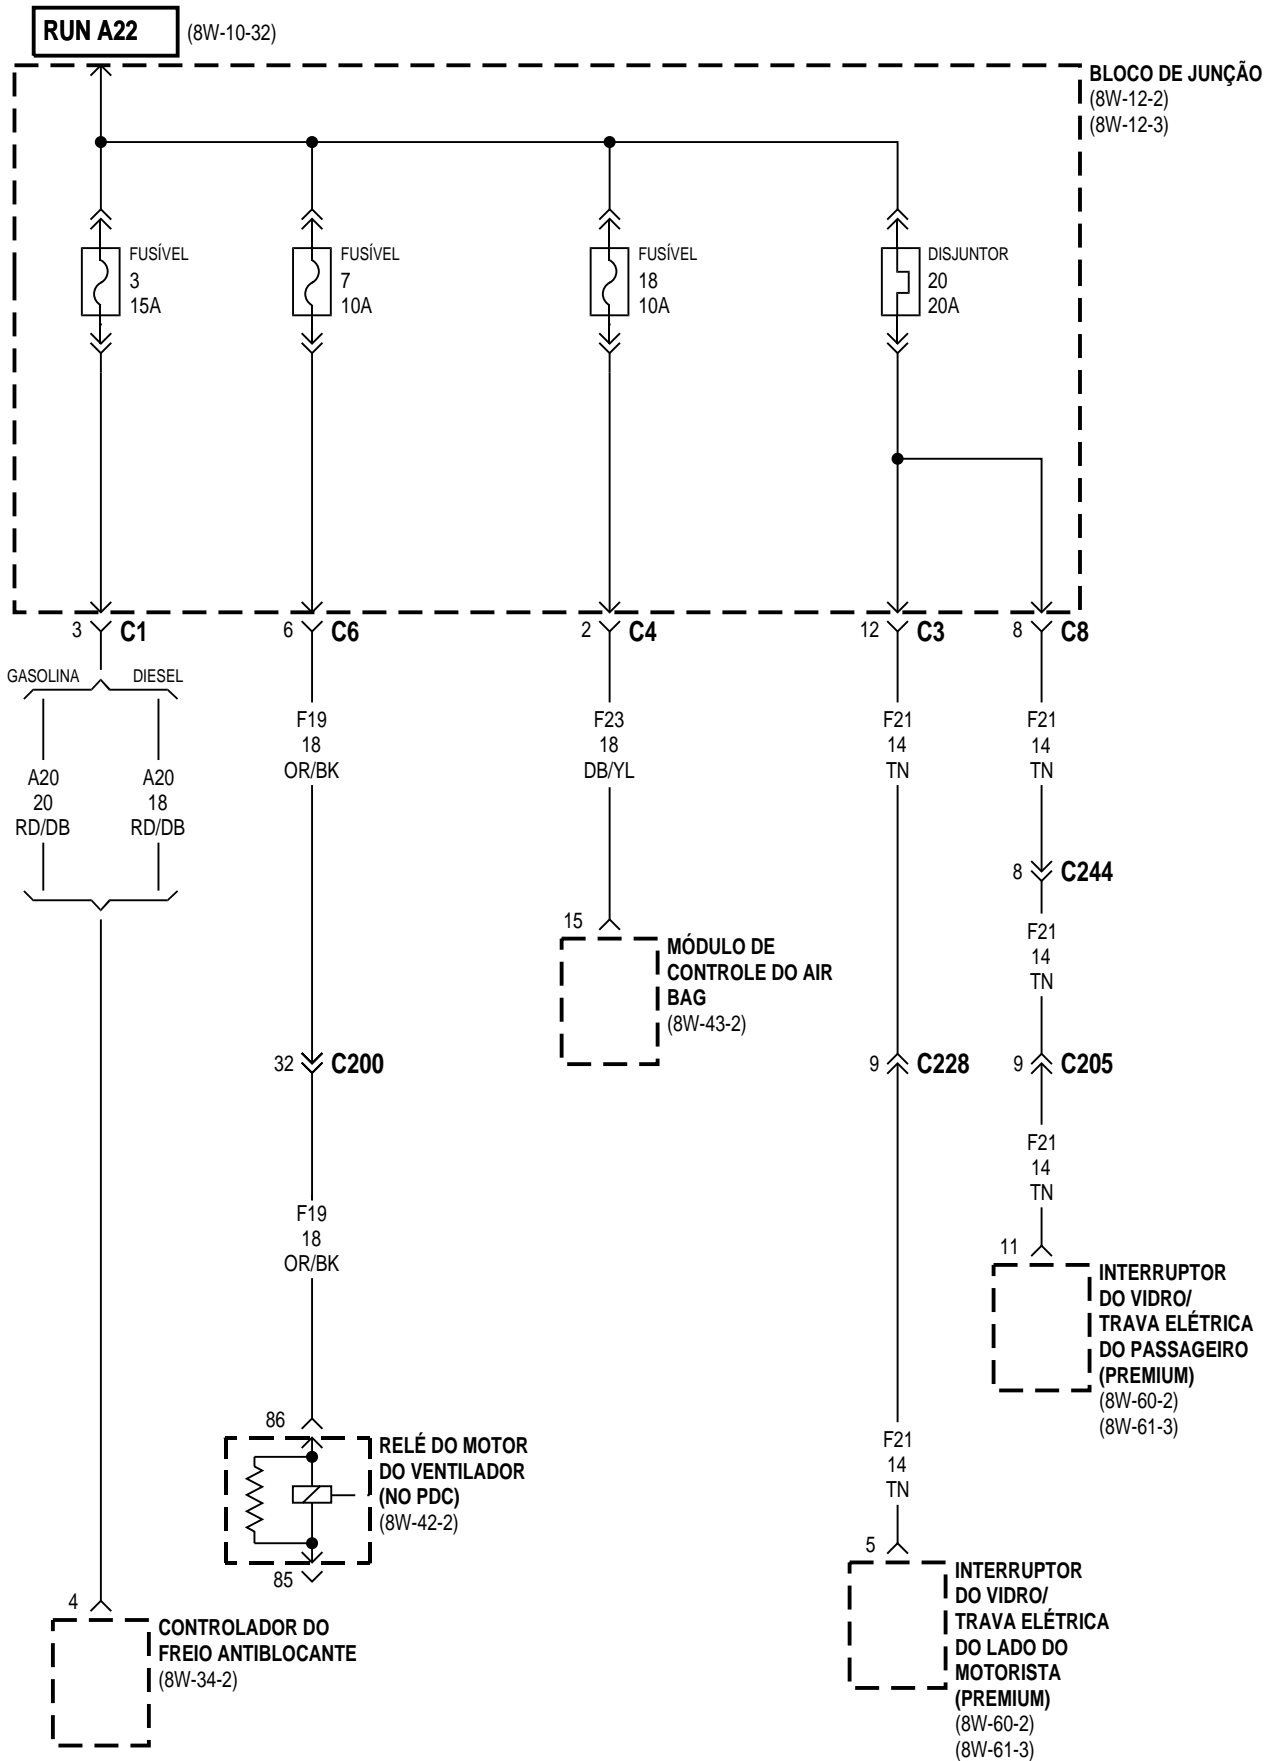 RUN A22 (8W-10-32)
BLOCO DE JUNÇÃO
(8W-12-2)
(8W-12-3)
FUSÍVEL
3
15A
FUSÍVEL
7
10A
FUSÍVEL
18
10A
DISJUNTOR
20
20A
3 C1
6 C6
2 C4
12 C3
8 C8
GASOLINA DIESEL
A20
20
RD/DB
A20
18
RD/DB
F19
18
OR/BK
F23
18
DB/YL
F21
14
TN
F21
14
TN
8 C244
F21
14
TN
15
MÓDULO DE
CONTROLE DO AIR
BAG
(8W-43-2)
32 C200
9 C228
9 C205
F21
14
TN
F19
18
OR/BK
11
INTERRUPTOR
DO VIDRO/
TRAVA ELÉTRICA
DO PASSAGEIRO
(PREMIUM)
(8W-60-2)
(8W-61-3)
86
RELÉ DO MOTOR
DO VENTILADOR
(NO PDC)
(8W-42-2)
85
F21
14
TN
5
INTERRUPTOR
DO VIDRO/
TRAVA ELÉTRICA
DO LADO DO
MOTORISTA
(PREMIUM)
(8W-60-2)
(8W-61-3)
4
CONTROLADOR DO
FREIO ANTIBLOCANTE
(8W-34-2)